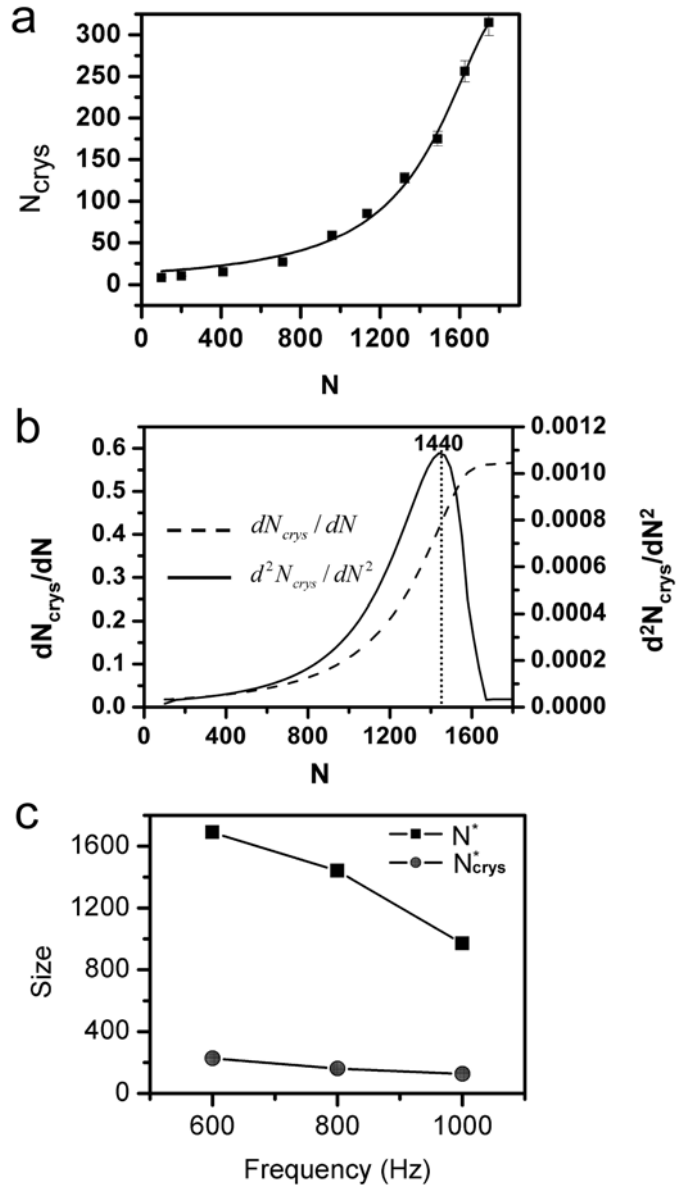 a
300
250
200
150
100
50
0
N_crys
0 400 800 1200 1600
N
b
0.6
0.5
0.4
0.3
0.2
0.1
0.0
dN_crys/dN
1440
dN_crys / dN
d²N_crys / dN²
0.0012
0.0010
0.0008
0.0006
0.0004
0.0002
0.0000
d²N_crys/dN²
0 400 800 1200 1600
N
c
1600
1200
800
400
0
Size
N*
N*_crys
600 800 1000
Frequency (Hz)